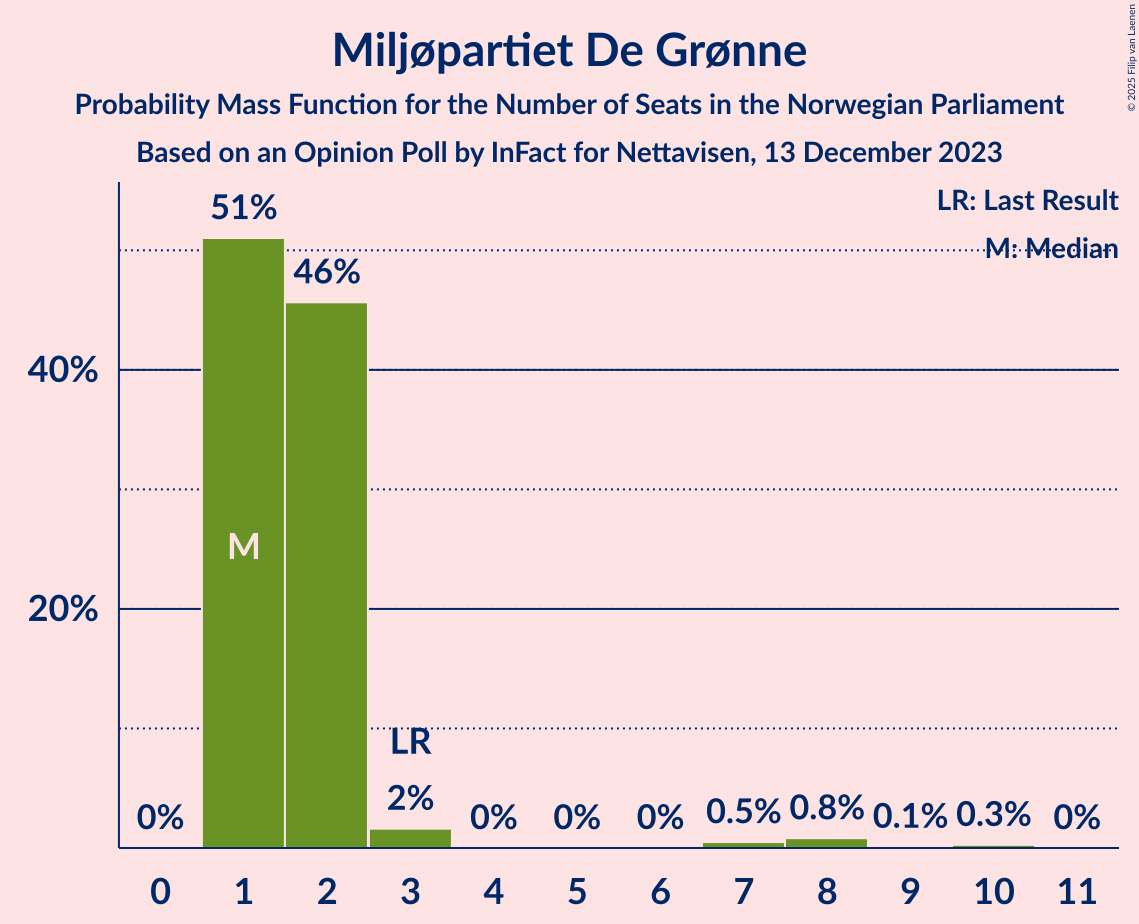 Miljøpartiet De Grønne
Probability Mass Function for the Number of Seats in the Norwegian Parliament
Based on an Opinion Poll by InFact for Nettavisen, 13 December 2023
© 2025 Filip van Laenen
LR: Last Result
M: Median
51%
46%
40%
M
20%
LR
0% 2% 0% 0% 0% 0.5% 0.8% 0.1% 0.3% 0%
0 1 2 3 4 5 6 7 8 9 10 11